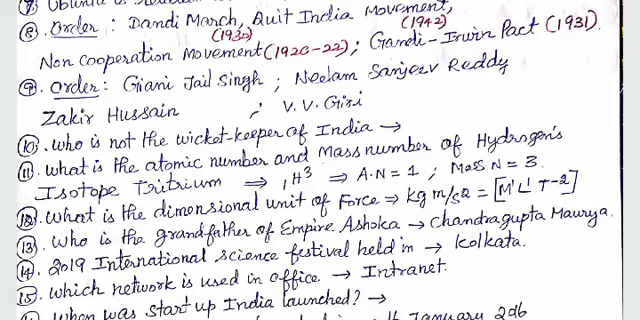 8) Order: Dandi March, Quit India Movement,
(1930) (1942)
Non Cooperation Movement (1920-22); Gandi-Irwin Pact (1931)
9) Order: Giani Jail Singh; Neelam Sanjeev Reddy
Zakir Hussain ; V.V. Giri
10) Who is not the wicket-keeper of India →
11) What is the atomic number and Mass number of Hydrogen's
Isotope Tritrium ⇒ ₁H³ ⇒ A.N = 1 ; Mass N = 3.
12) What is the dimensional unit of Force ⇒ kg m/s² = [M¹L¹T⁻²]
13) Who is the grandfather of Empire Ashoka → Chandragupta Maurya.
14. 2019 International science festival held in → Kolkata.
15. which network is used in office → Intranet.
When was start up India launched? →
January